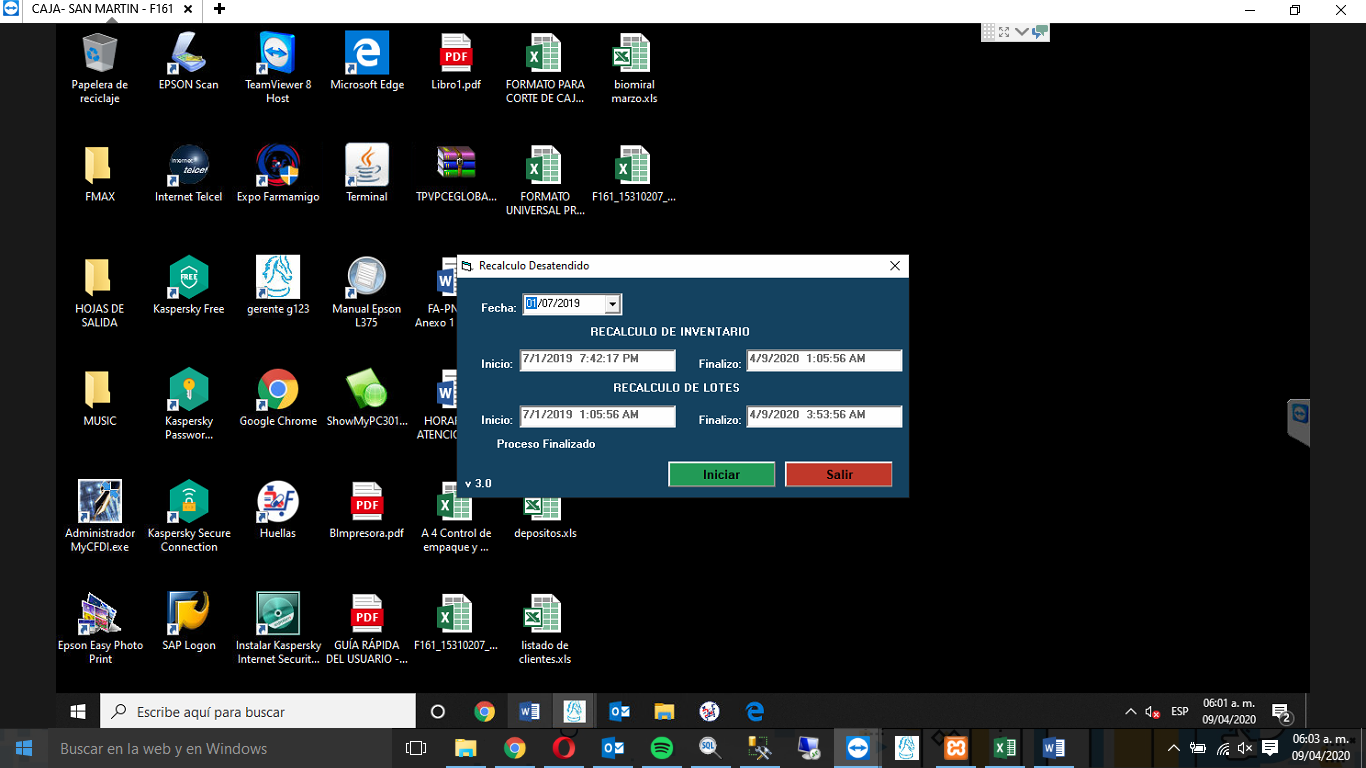 CAJA- SAN MARTIN - F161
Papelera de
reciclaje
EPSON Scan
TeamViewer 8
Host
Microsoft Edge
PDF
Libro1.pdf
FORMATO PARA
CORTE DE CAJ...
biomiral
marzo.xls
FMAX
Internet Telcel
Expo Farmamigo
Terminal
TPVPCEGLOBA...
FORMATO
UNIVERSAL PR...
F161_15310207_...
HOJAS DE
SALIDA
FREE
Kaspersky Free
gerente g123
Manual Epson
L375
FA-PN
Anexo 1
MUSIC
Kaspersky
Passwor...
Google Chrome
ShowMyPC301...
HORAR
ATENCIO
Recalculo Desatendido
Fecha:
01/07/2019
RECALCULO DE INVENTARIO
Inicio:
7/1/2019 7:42:17 PM
Finalizo:
4/9/2020 1:05:56 AM
RECALCULO DE LOTES
Inicio:
7/1/2019 1:05:56 AM
Finalizo:
4/9/2020 3:53:56 AM
Proceso Finalizado
Iniciar
Salir
v 3.0
Administrador
MyCFDI.exe
Kaspersky Secure
Connection
Huellas
PDF
BImpresora.pdf
A 4 Control de
empaque y ...
depositos.xls
Epson Easy Photo
Print
SAP Logon
Instalar Kaspersky
Internet Securit...
PDF
GUÍA RÁPIDA
DEL USUARIO -...
F161_15310207_...
listado de
clientes.xls
Escribe aquí para buscar
ESP
06:01 a. m.
09/04/2020
2
Buscar en la web y en Windows
SQL
06:03 a. m.
09/04/2020